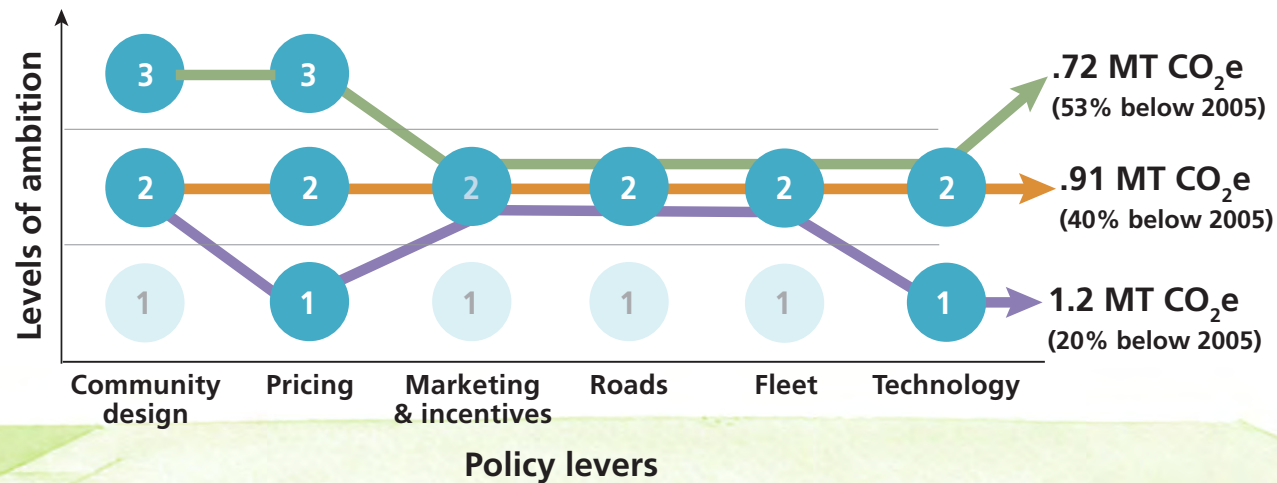 Levels of ambition
3 3
2 2 2 2 2 2
1 1 1 1 1 1
.72 MT CO₂e
(53% below 2005)
.91 MT CO₂e
(40% below 2005)
1.2 MT CO₂e
(20% below 2005)
Community
design
Pricing
Marketing
& incentives
Roads
Fleet
Technology
Policy levers